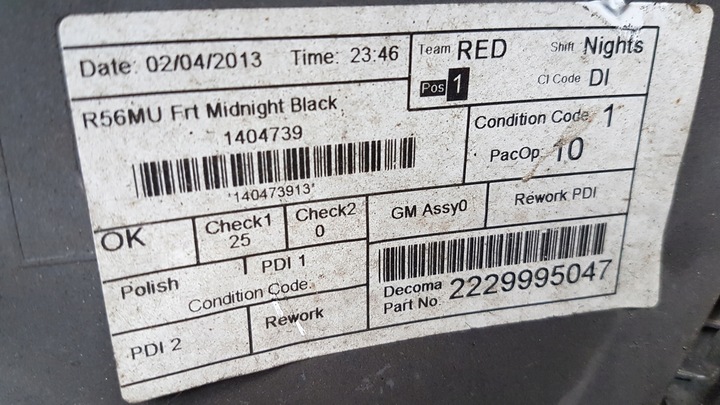 Date: 02/04/2013 Time: 23:46
Team RED Shift Nights
Pos 1 CI Code DI
R56MU Frt Midnight Black
1404739
'140473913'
Condition Code 1
PacOp: 10
OK
Check1 25
Check2 0
GM Assy0
Rework PDI
Polish
PDI 1
Condition Code
Decoma Part No. 2229995047
PDI 2
Rework